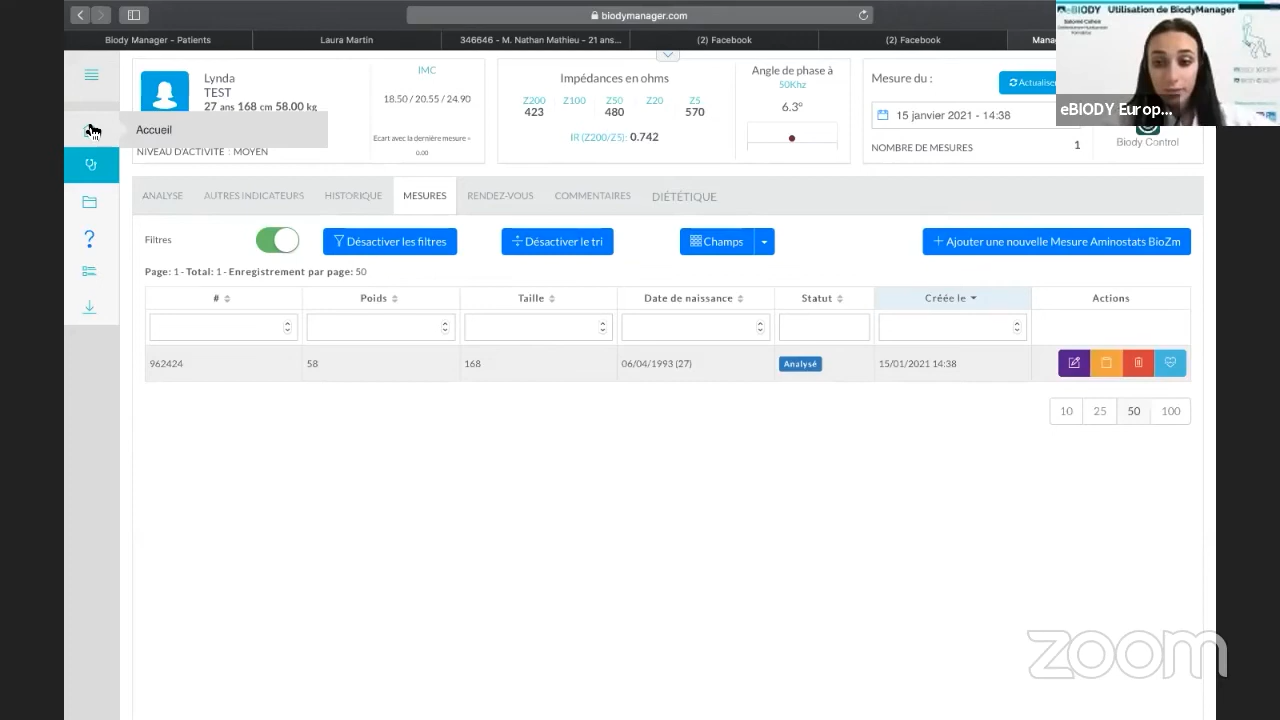 biodymanager.com
Biody Manager - Patients
Laura Martin
346646 - M. Nathan Mathieu - 21 ans...
(2) Facebook
(2) Facebook
Mana
eBIODY Utilisation de BiodyManager
eBIODY Europ...
Lynda
TEST
27 ans 168 cm 58.00 kg
NIVEAU D'ACTIVITÉ : MOYEN
Accueil
IMC
18.50 / 20.55 / 24.90
Ecart avec la dernière mesure =
0.00
Impédances en ohms
Z200 Z100 Z50 Z20 Z5
423 480 570
IR (Z200/Z5): 0.742
Angle de phase à
50Khz
6.3°
Mesure du :
Actualiser
15 janvier 2021 - 14:38
NOMBRE DE MESURES 1
Biody Control
ANALYSE AUTRES INDICATEURS HISTORIQUE MESURES RENDEZ-VOUS COMMENTAIRES DIÉTÉTIQUE
Filtres
Désactiver les filtres
Désactiver le tri
Champs
+ Ajouter une nouvelle Mesure Aminostats BioZm
Page: 1 - Total: 1 - Enregistrement par page: 50
# Poids Taille Date de naissance Statut Créée le Actions
962424 58 168 06/04/1993 (27) Analysé 15/01/2021 14:38
10 25 50 100
zoom